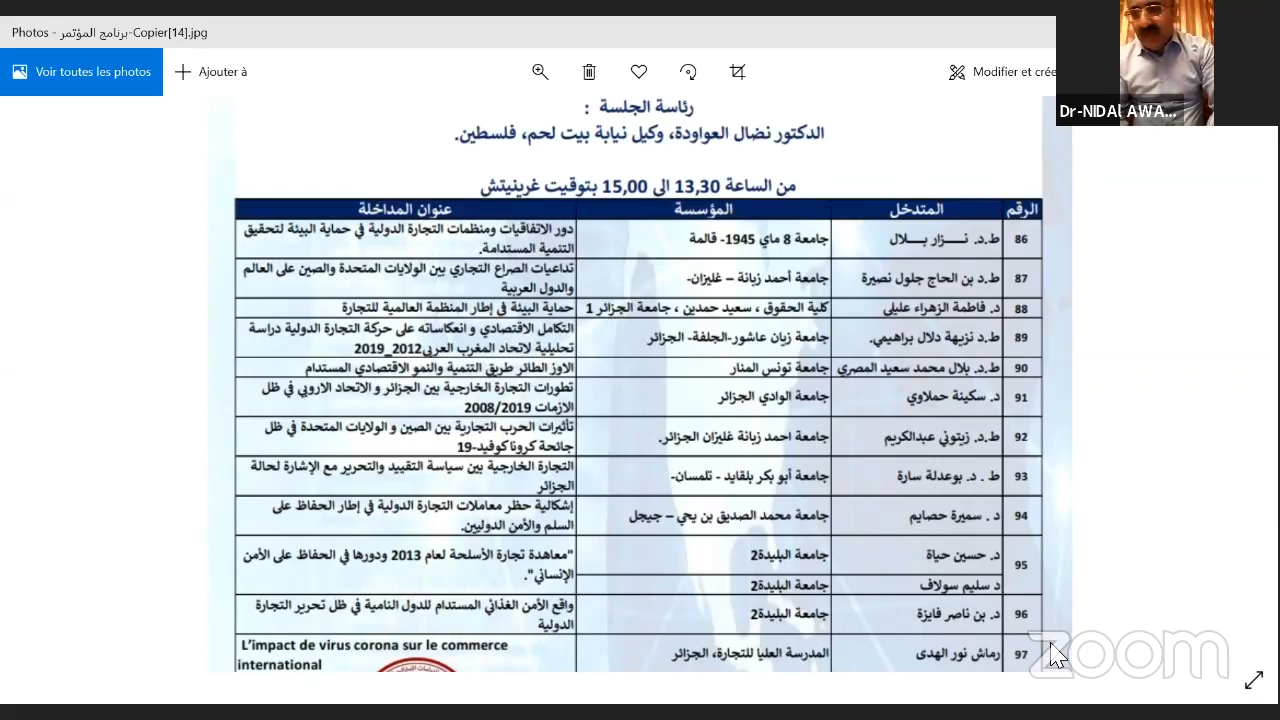 Photos - برنامج المؤتمر-Copier[14].jpg
Voir toutes les photos
Ajouter à
Modifier et crée
Dr-NIDAl AWA...
رئاسة الجلسة :
الدكتور نضال العواودة، وكيل نيابة بيت لحم، فلسطين.
من الساعة 13,30 الى 15,00 بتوقيت غرينيتش
الرقم المتدخل المؤسسة عنوان المداخلة
86 ط.د. نـــزار بـــلال جامعة 8 ماي 1945- قالمة دور الاتفاقيات ومنظمات التجارة الدولية في حماية البيئة لتحقيق
التنمية المستدامة.
87 ط.د بن الحاج جلول نصيرة جامعة أحمد زبانة – غليزان- تداعيات الصراع التجاري بين الولايات المتحدة والصين على العالم
والدول العربية
88 د. فاطمة الزهراء عليلي كلية الحقوق ، سعيد حمدين ، جامعة الجزائر 1 حماية البيئة في إطار المنظمة العالمية للتجارة
89 ط.د نزيهة دلال براهيمي. جامعة زيان عاشور-الجلفة- الجزائر التكامل الاقتصادي و انعكاساته على حركة التجارة الدولية دراسة
تحليلية لاتحاد المغرب العربي2012_2019
90 ط.د. بلال محمد سعيد المصري جامعة تونس المنار الاوز الطائر طريق التنمية والنمو الاقتصادي المستدام
91 د. سكينة حملاوي جامعة الوادي الجزائر تطورات التجارة الخارجية بين الجزائر و الاتحاد الاروبي في ظل
الازمات 2008/2019
92 ط.د. زيتوني عبدالكريم جامعة احمد زبانة غليزان الجزائر. تأثيرات الحرب التجارية بين الصين و الولايات المتحدة في ظل
جائحة كرونا كوفيد-19
93 ط . د. بوعدلة سارة جامعة أبو بكر بلقايد - تلمسان- التجارة الخارجية بين سياسة التقييد والتحرير مع الإشارة لحالة
الجزائر
94 د . سميرة حصايم جامعة محمد الصديق بن يحي – جيجل إشكالية حظر معاملات التجارة الدولية في إطار الحفاظ على
السلم والأمن الدوليين.
95 د. حسين حياة جامعة البليدة2 "معاهدة تجارة الأسلحة لعام 2013 ودورها في الحفاظ على الأمن
الإنساني".
د سليم سولاف جامعة البليدة2
96 د. بن ناصر فايزة جامعة البليدة2 واقع الأمن الغذائي المستدام للدول النامية في ظل تحرير التجارة
الدولية
97 رماش نور الهدى المدرسة العليا للتجارة، الجزائر L’impact de virus corona sur le commerce
international
zoom